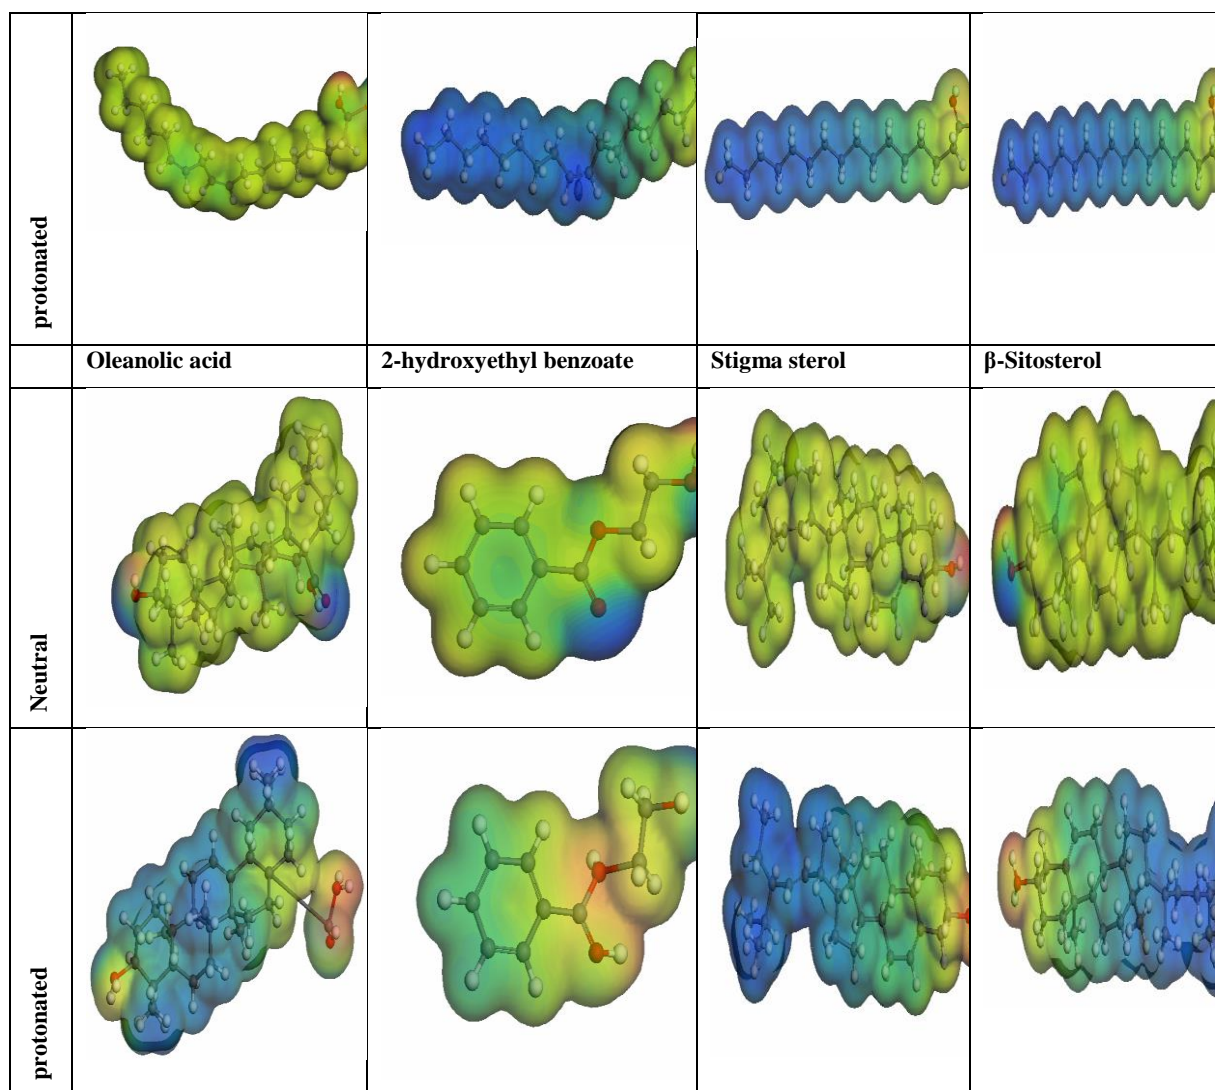 protonated
Oleanolic acid
2-hydroxyethyl benzoate
Stigma sterol
β-Sitosterol
Neutral
protonated